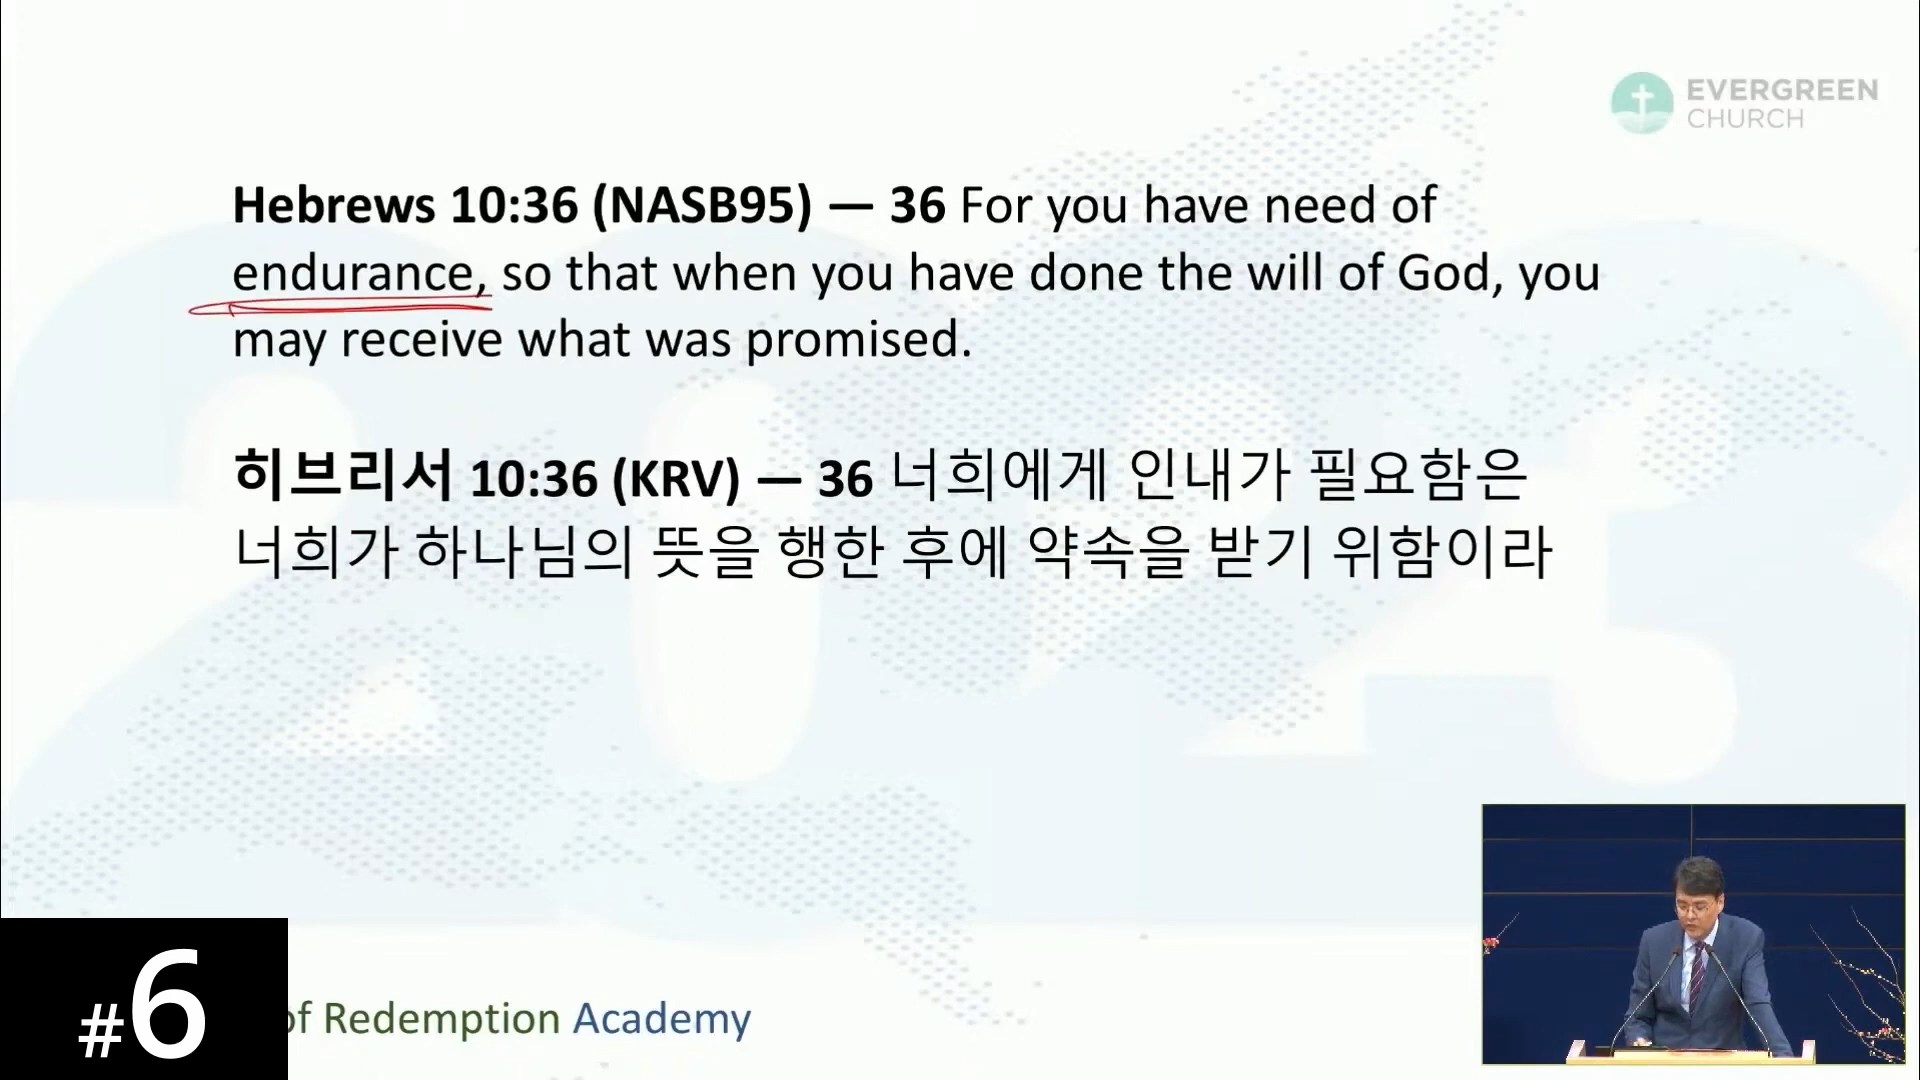 EVERGREEN
CHURCH
Hebrews 10:36 (NASB95) — 36 For you have need of
endurance, so that when you have done the will of God, you
may receive what was promised.
히브리서 10:36 (KRV) — 36 너희에게 인내가 필요함은
너희가 하나님의 뜻을 행한 후에 약속을 받기 위함이라
#6
of Redemption Academy